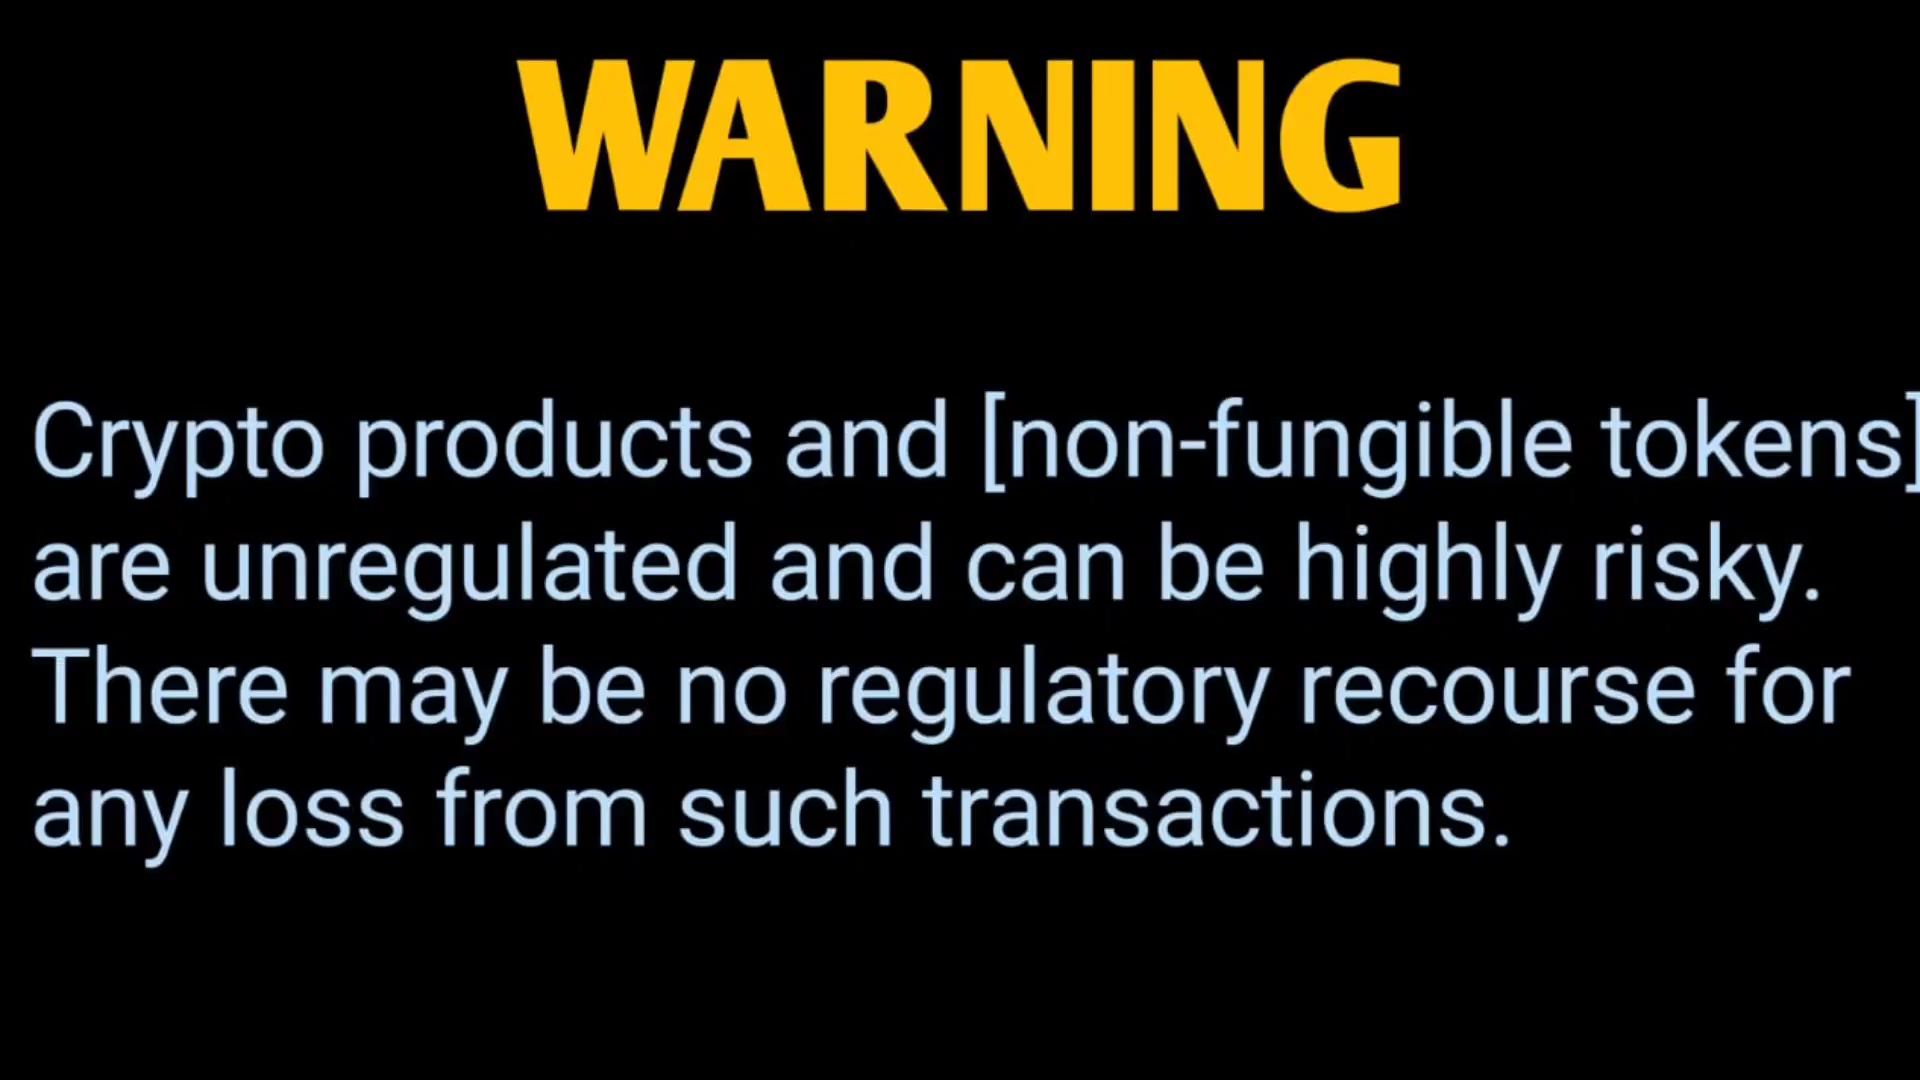 WARNING
Crypto products and [non-fungible tokens]
are unregulated and can be highly risky.
There may be no regulatory recourse for
any loss from such transactions.